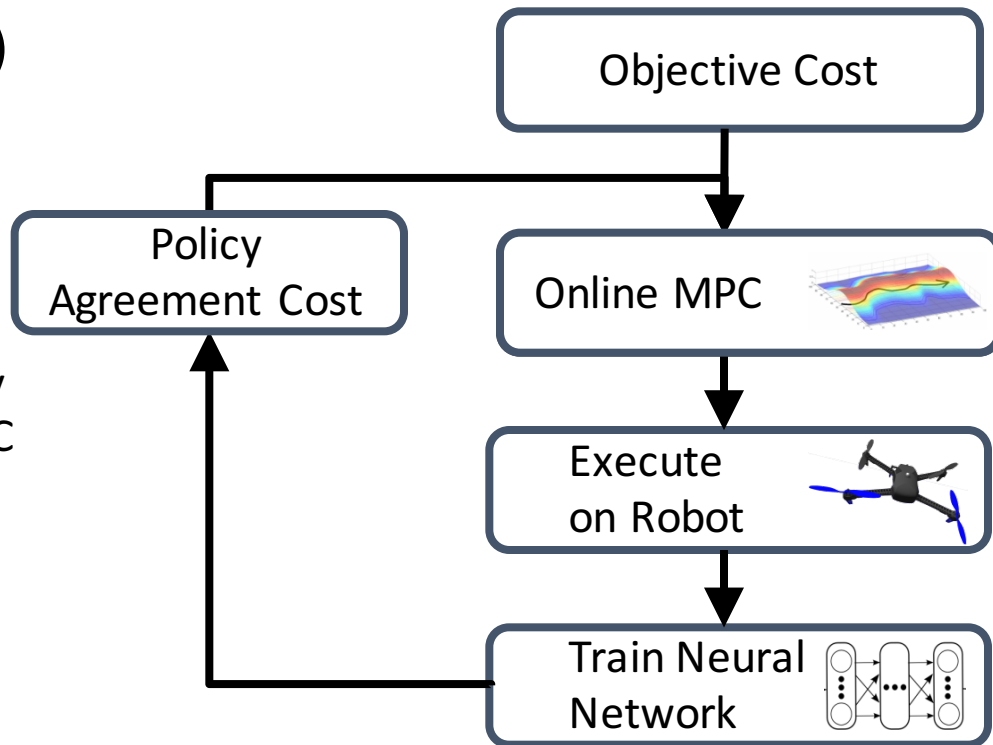 )
Objective Cost
Policy
Agreement Cost
Online MPC
y
C
Execute
on Robot
Train Neural
Network